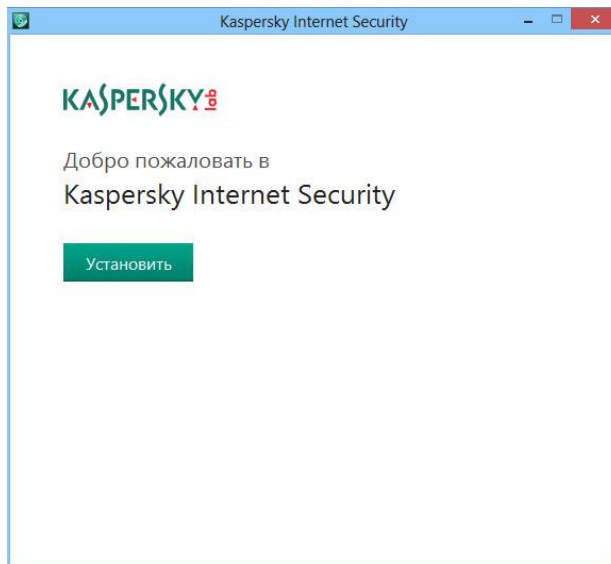 Kaspersky Internet Security
KASPERSKY lab
Добро пожаловать в
Kaspersky Internet Security
Установить